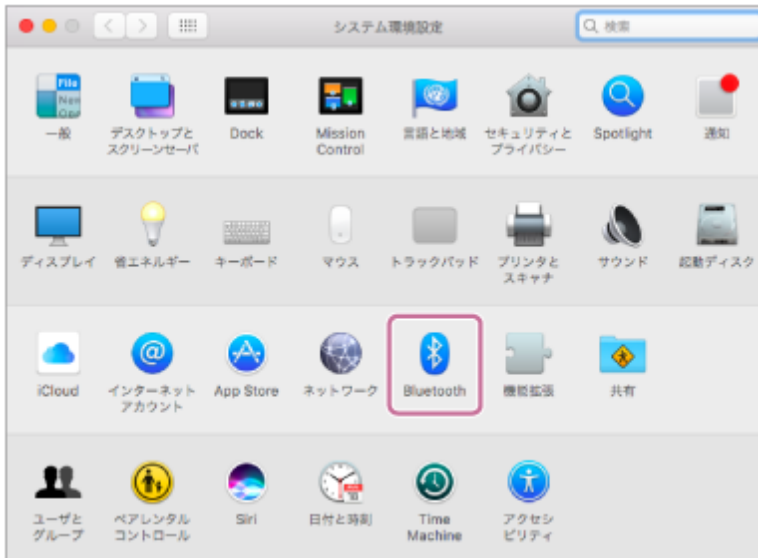 システム環境設定
検索
一般
デスクトップと
スクリーンセーバ
Dock
Mission
Control
言語と地域
セキュリティと
プライバシー
Spotlight
通知
ディスプレイ
省エネルギー
キーボード
マウス
トラックパッド
プリンタと
スキャナ
サウンド
起動ディスク
iCloud
インターネット
アカウント
App Store
ネットワーク
Bluetooth
機能拡張
共有
ユーザと
グループ
ペアレンタル
コントロール
Siri
日付と時刻
Time
Machine
アクセシ
ビリティ